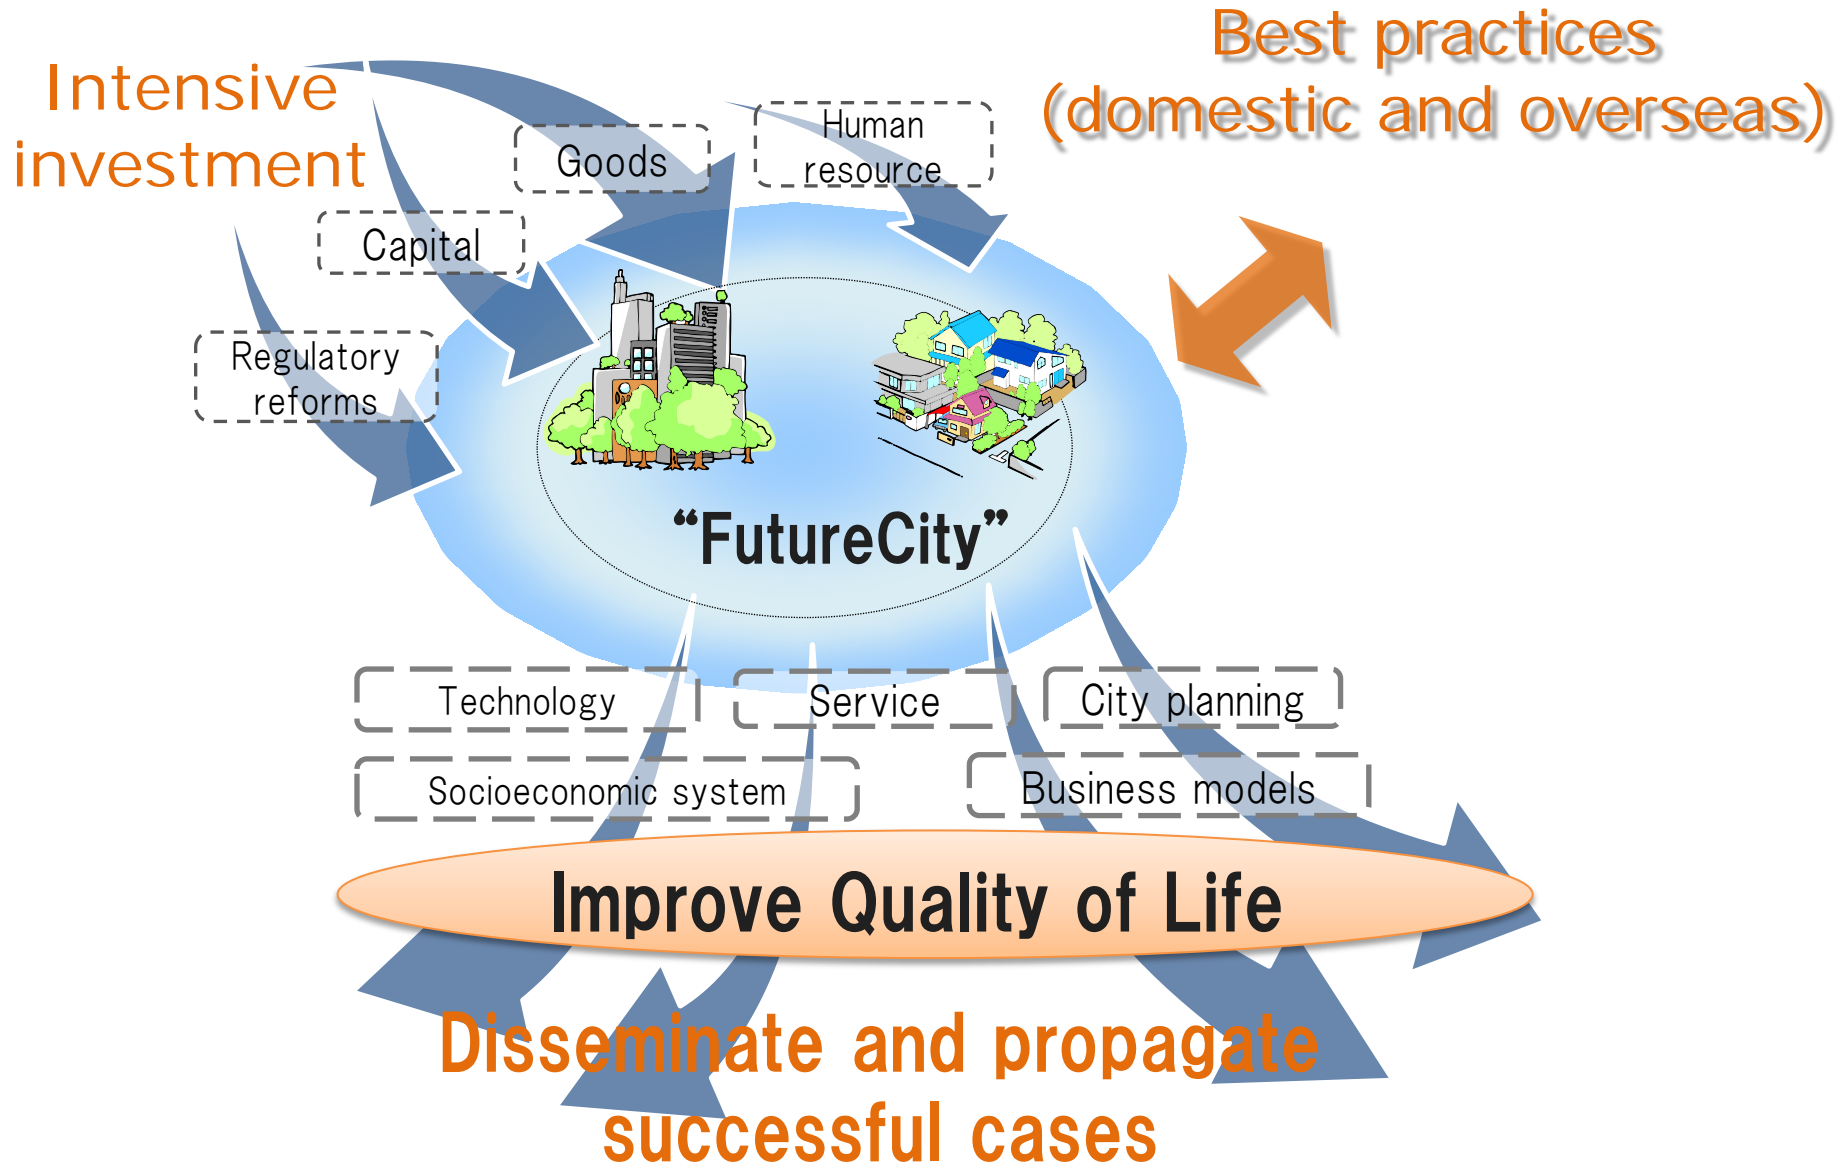 Intensive
investment
Best practices
(domestic and overseas)
Human
resource
Goods
Capital
Regulatory
reforms
“FutureCity”
Technology
Service
City planning
Socioeconomic system
Business models
Improve Quality of Life
Disseminate and propagate
successful cases